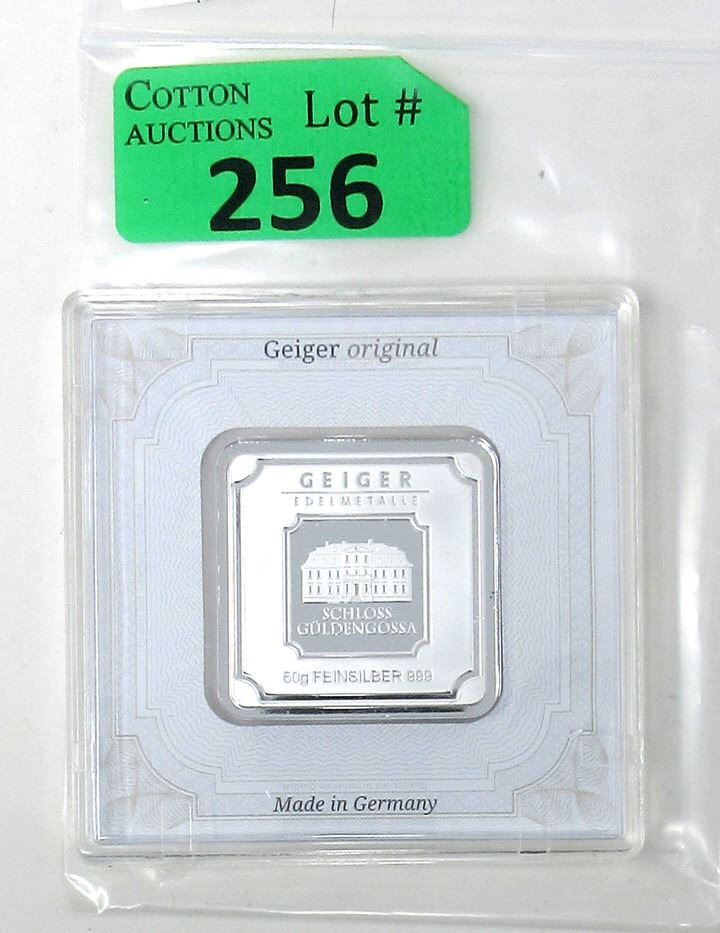 COTTON AUCTIONS Lot #
256
Geiger original
GEIGER
EDELMETALLE
SCHLOSS
GÜLDENGOSSA
50g FEINSILBER 999
Made in Germany